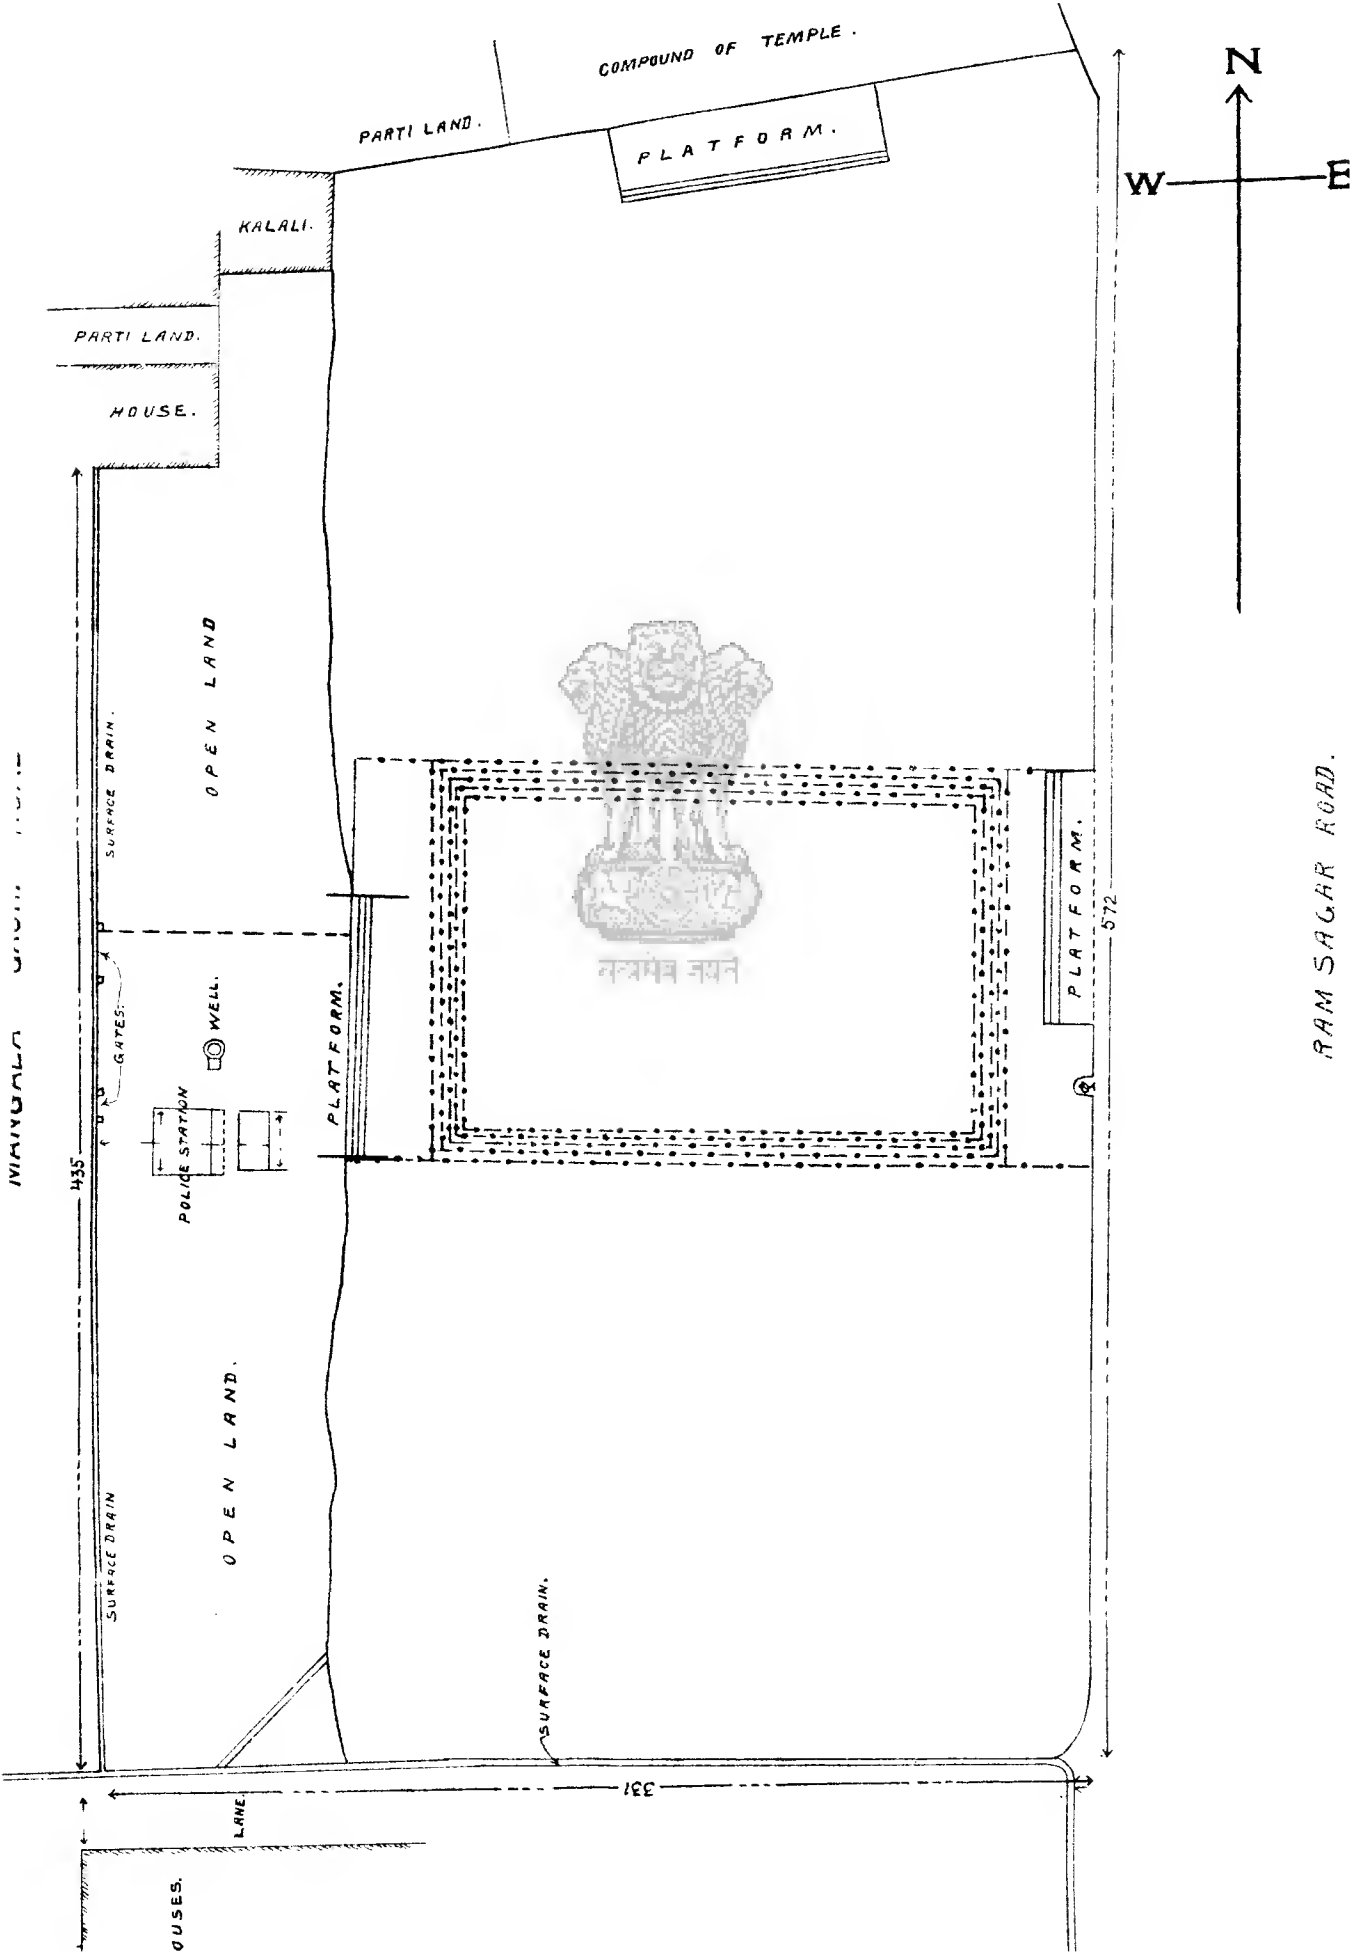 COMPOUND OF TEMPLE.
N
PARTI LAND.
PLATFORM.
W
E
KALALI.
PARTI LAND.
HOUSE.
OPEN LAND
SURFACE DRAIN.
PLATFORM.
572
RAM SAGAR ROAD.
GATES.
WELL.
PLATFORM.
POLICE STATION
435
OPEN LAND.
SURFACE DRAIN
SURFACE DRAIN.
331
LANE.
OUSES.